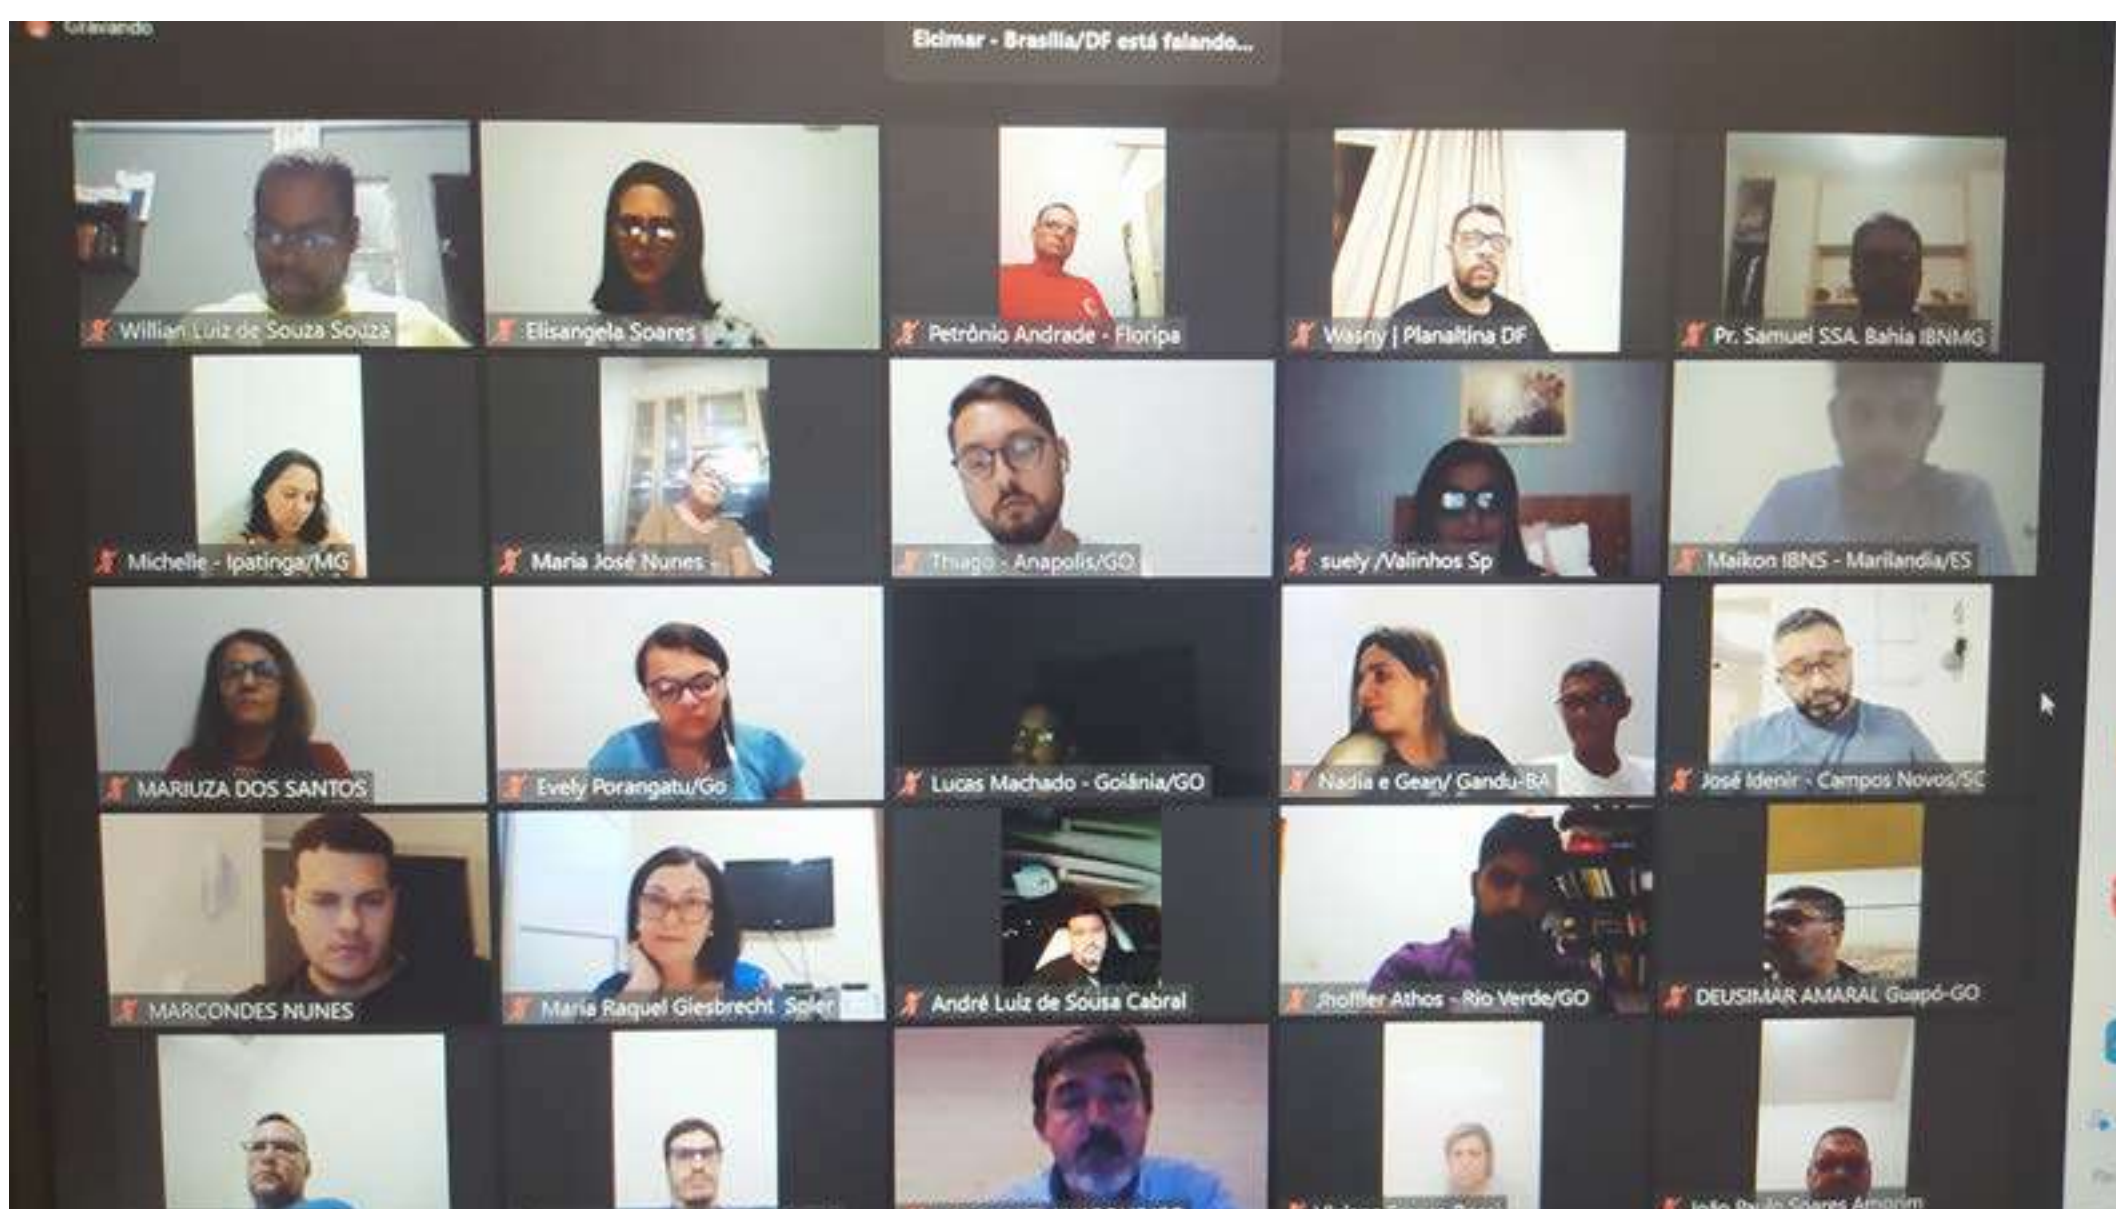 Gravando
Elcimar - Brasília/DF está falando...
Willian Luiz de Souza Souza
Elisangela Soares
Petrônio Andrade - Floripa
Wasny | Planaltina DF
Pr. Samuel SSA. Bahia IBNMG
Michelle - Ipatinga/MG
Maria José Nunes -
Thiago - Anapolis/GO
suely /Valinhos Sp
Maikon IBNS - Marilandia/ES
MARIUZA DOS SANTOS
Evely Porangatu/Go
Lucas Machado - Goiânia/GO
Nadia e Gean/ Gandu-BA
José Idenir - Campos Novos/SC
MARCONDES NUNES
Maria Raquel Giesbrecht Soler
André Luiz de Sousa Cabral
Jhoffler Athos - Rio Verde/GO
DEUSIMAR AMARAL Guapó-GO
João Paulo Soares Amorim